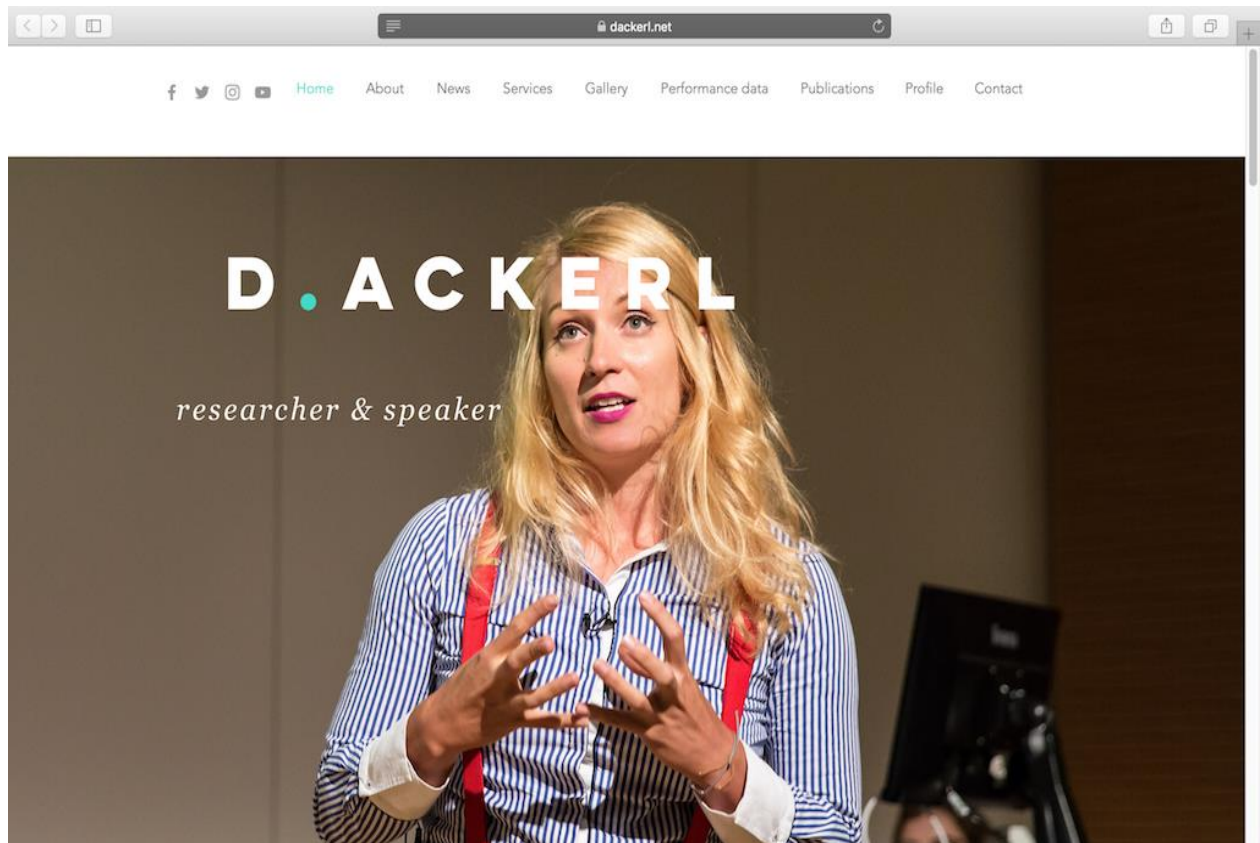 dackerl.net
Home About News Services Gallery Performance data Publications Profile Contact
D.ACKERL
researcher & speaker